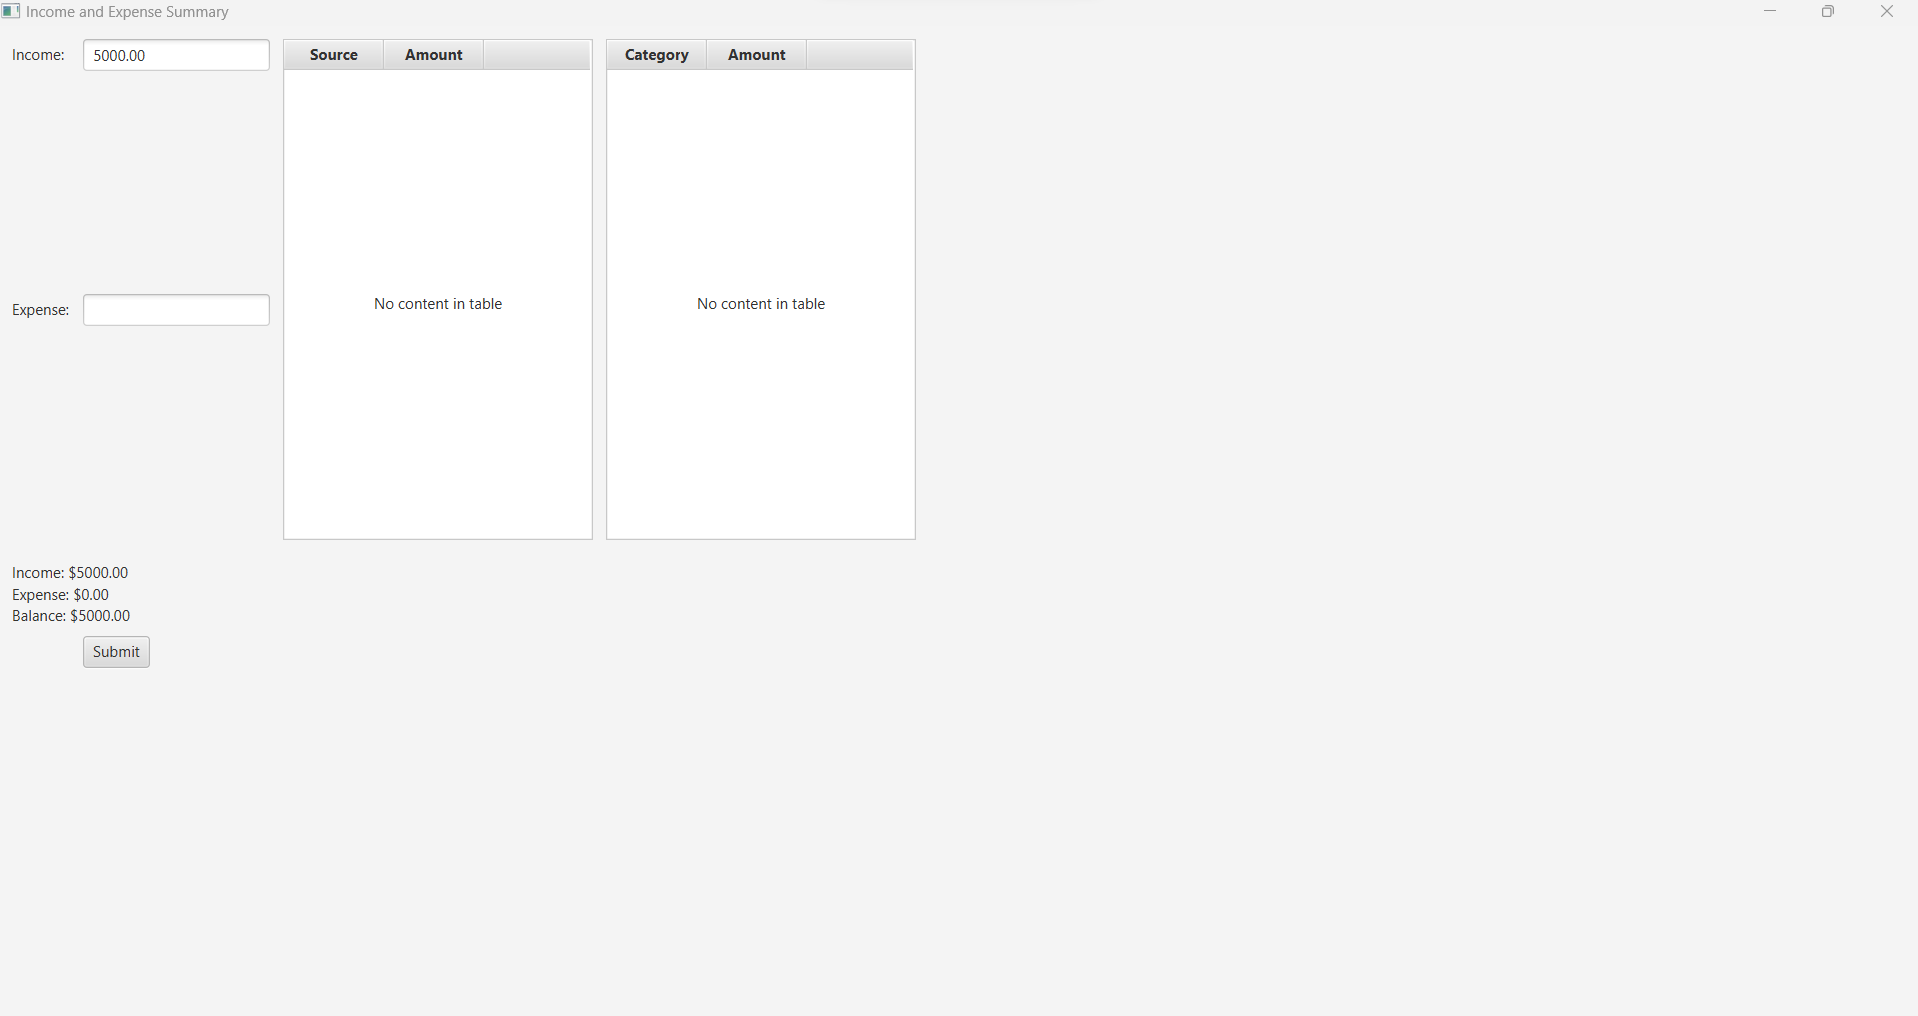 Income and Expense Summary
Income: 5000.00
Source Amount
Category Amount
No content in table
No content in table
Expense:
Income: $5000.00
Expense: $0.00
Balance: $5000.00
Submit